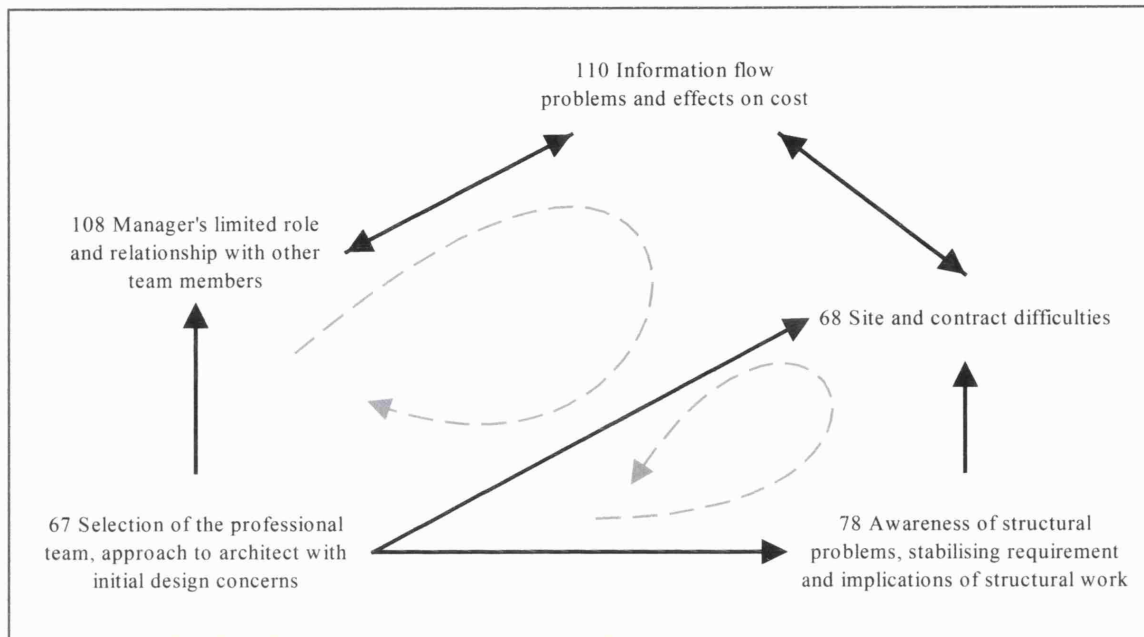 110 Information flow
problems and effects on cost
108 Manager's limited role
and relationship with other
team members
68 Site and contract difficulties
67 Selection of the professional
team, approach to architect with
initial design concerns
78 Awareness of structural
problems, stabilising requirement
and implications of structural work